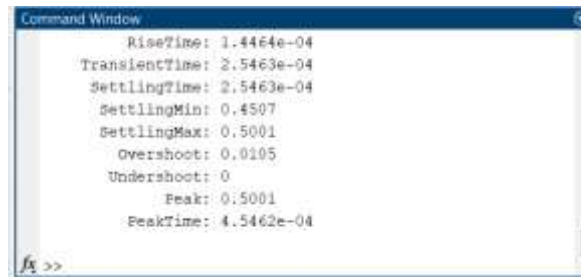 Command Window
RiseTime: 1.4464e-04
TransientTime: 2.5463e-04
SettlingTime: 2.5463e-04
SettlingMin: 0.4507
SettlingMax: 0.5001
Overshoot: 0.0105
Undershoot: 0
Peak: 0.5001
PeakTime: 4.5462e-04
fx >>